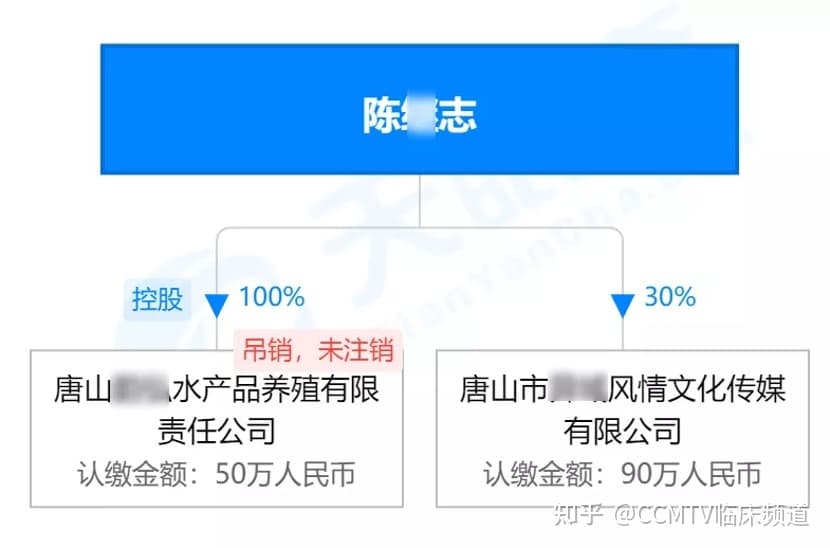 陈志
控股
100%
30%
吊销，未注销
唐山水产品养殖有限
责任公司
认缴金额：50万人民币
唐山市风情文化传媒
有限公司
认缴金额：90万人民币
知乎 @CCMTV临床频道